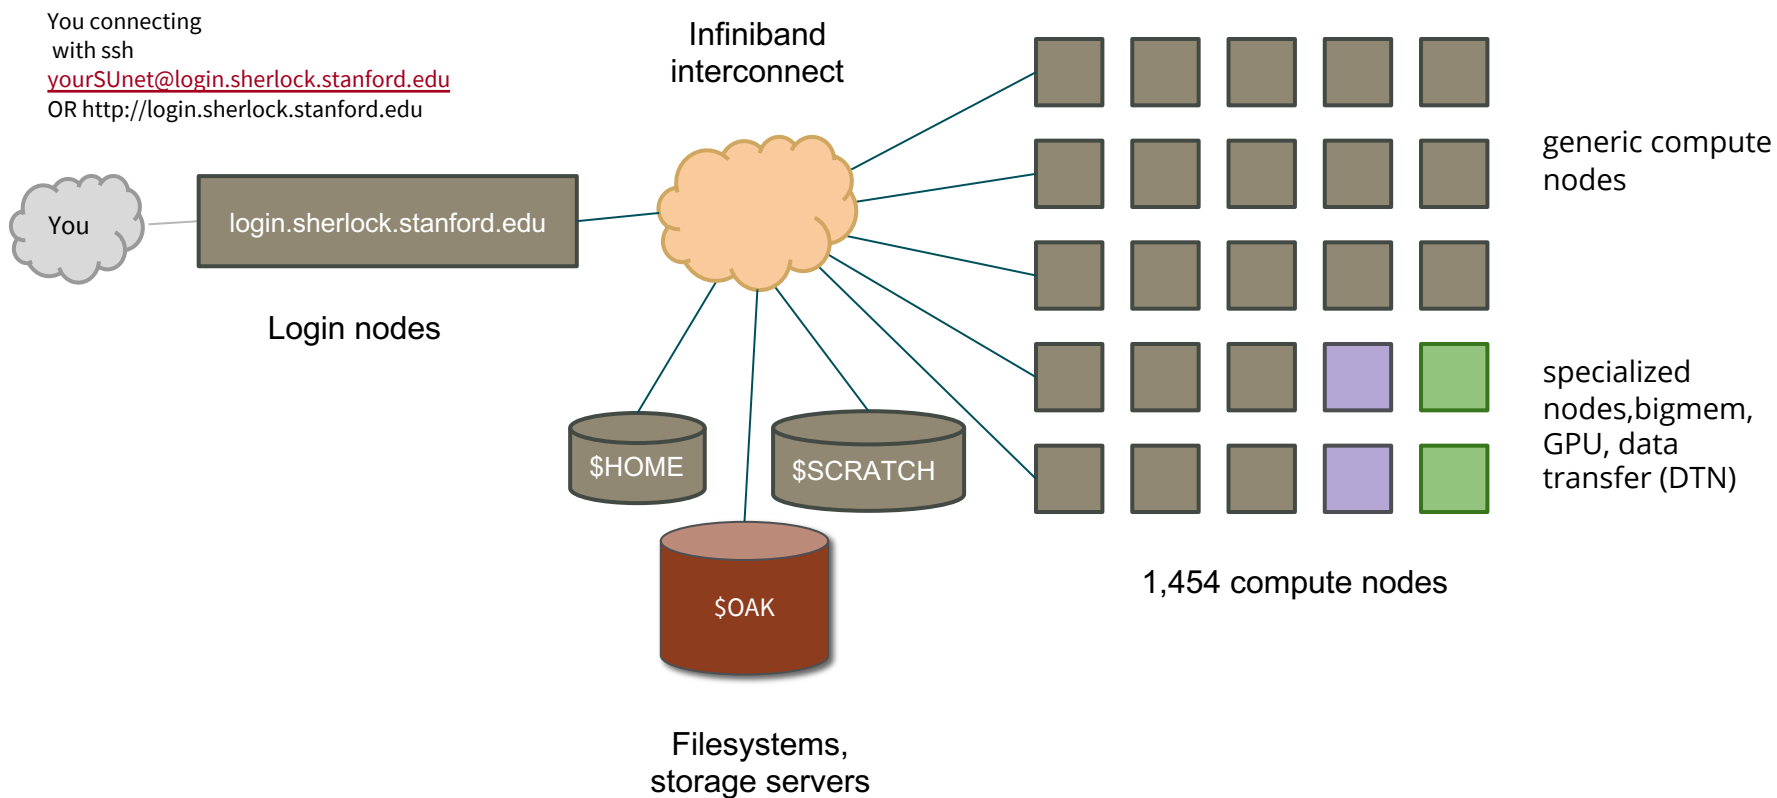 You connecting
with ssh
yourSUnet@login.sherlock.stanford.edu
OR http://login.sherlock.stanford.edu
Infiniband
interconnect
You
login.sherlock.stanford.edu
Login nodes
generic compute
nodes
specialized
nodes,bigmem,
GPU, data
transfer (DTN)
$HOME
$SCRATCH
$OAK
1,454 compute nodes
Filesystems,
storage servers